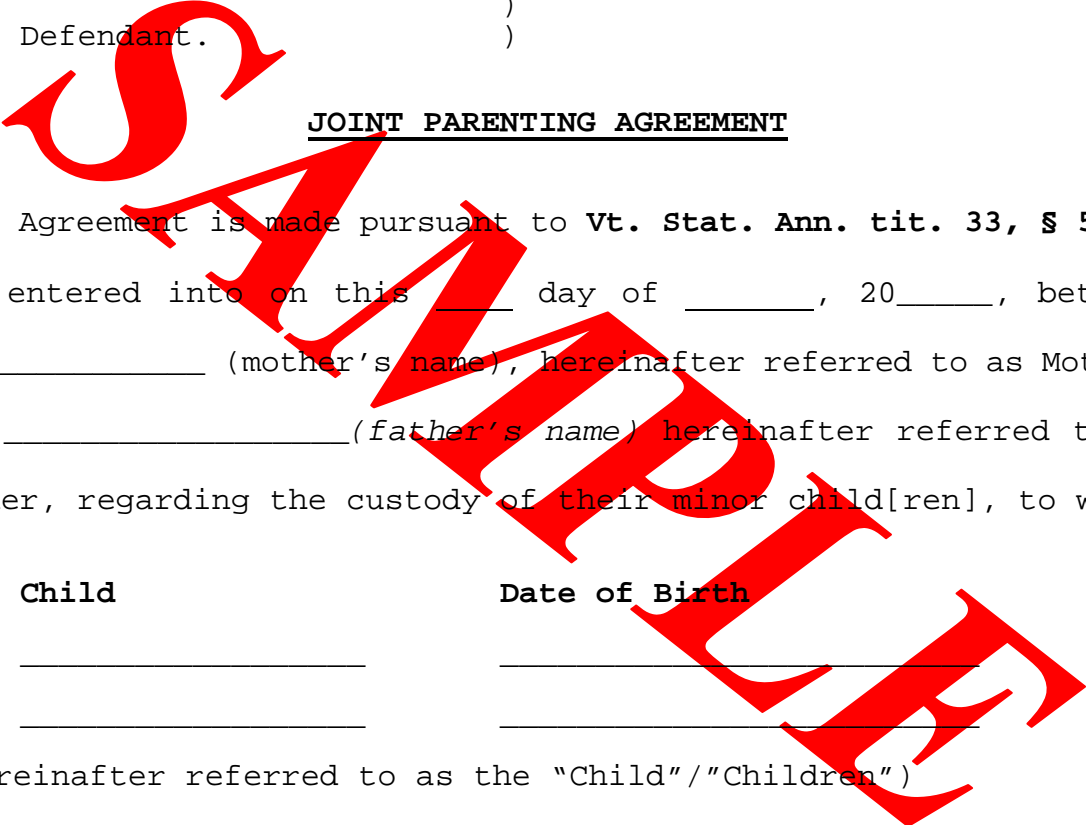 )
Defendant. )
JOINT PARENTING AGREEMENT
Agreement is made pursuant to Vt. Stat. Ann. tit. 33, § 5
entered into on this ____ day of _______, 20_____, bet
___________ (mother’s name), hereinafter referred to as Mot
__________________(father’s name) hereinafter referred t
er, regarding the custody of their minor child[ren], to w
Child Date of Birth
__________________ _________________________
__________________ _________________________
reinafter referred to as the “Child”/”Children”)
SAMPLE